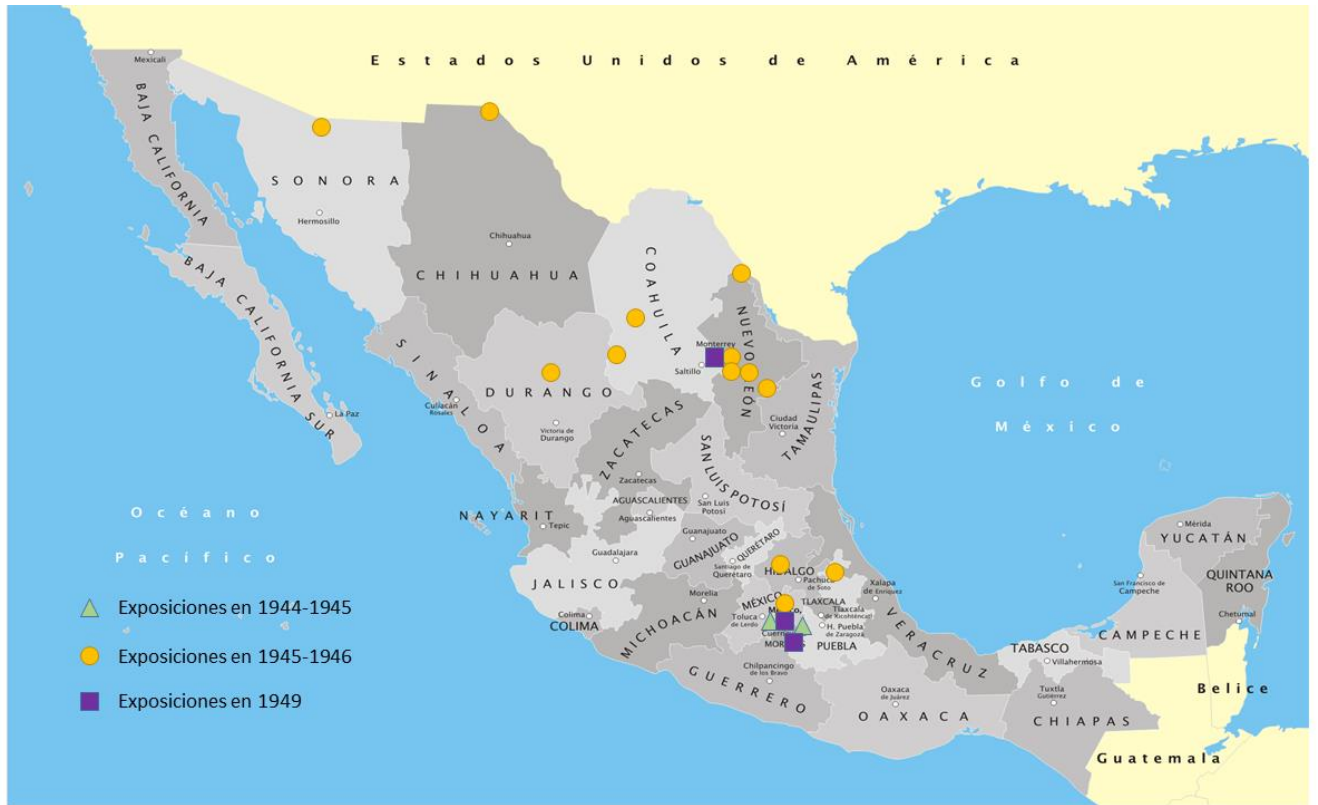 Estados Unidos de América
Mexicali
BAJA CALIFORNIA
SONORA
Hermosillo
Chihuahua
CHIHUAHUA
COAHUILA
BAJA CALIFORNIA SUR
La Paz
SINALOA
Culiacán
Rosales
DURANGO
Victoria de
Durango
Monterrey
Saltillo
NUEVO
TAMAULIPAS
Ciudad
Victoria
Golfo de
México
ZACATECAS
Zacatecas
SAN LUIS POTOSÍ
San Luis
Potosí
AGUASCALIENTES
Aguascalientes
NAYARIT
Tepic
Océano
Pacífico
Guadalajara
JALISCO
Guanajuato
GUANAJUATO
QUERÉTARO
Santiago de
Querétaro
Pachuca
de Soto
Xalapa
de Enríquez
Colima
COLIMA
Morelia
MICHOACÁN
MÉXICO
Toluca
de Lerdo
TLAXCALA
Tlaxcala
de Xicohténcatl
H. Puebla
de Zaragoza
PUEBLA
VERACRUZ
Chilpancingo
de los Bravo
GUERRERO
Oaxaca
de Juárez
OAXACA
TABASCO
Villahermosa
Tuxtla
Gutiérrez
CHIAPAS
Mérida
YUCATÁN
San Francisco de
Campeche
CAMPECHE
QUINTANA
ROO
Chetumal
Belice
Guatemala
Exposiciones en 1944-1945
Exposiciones en 1945-1946
Exposiciones en 1949